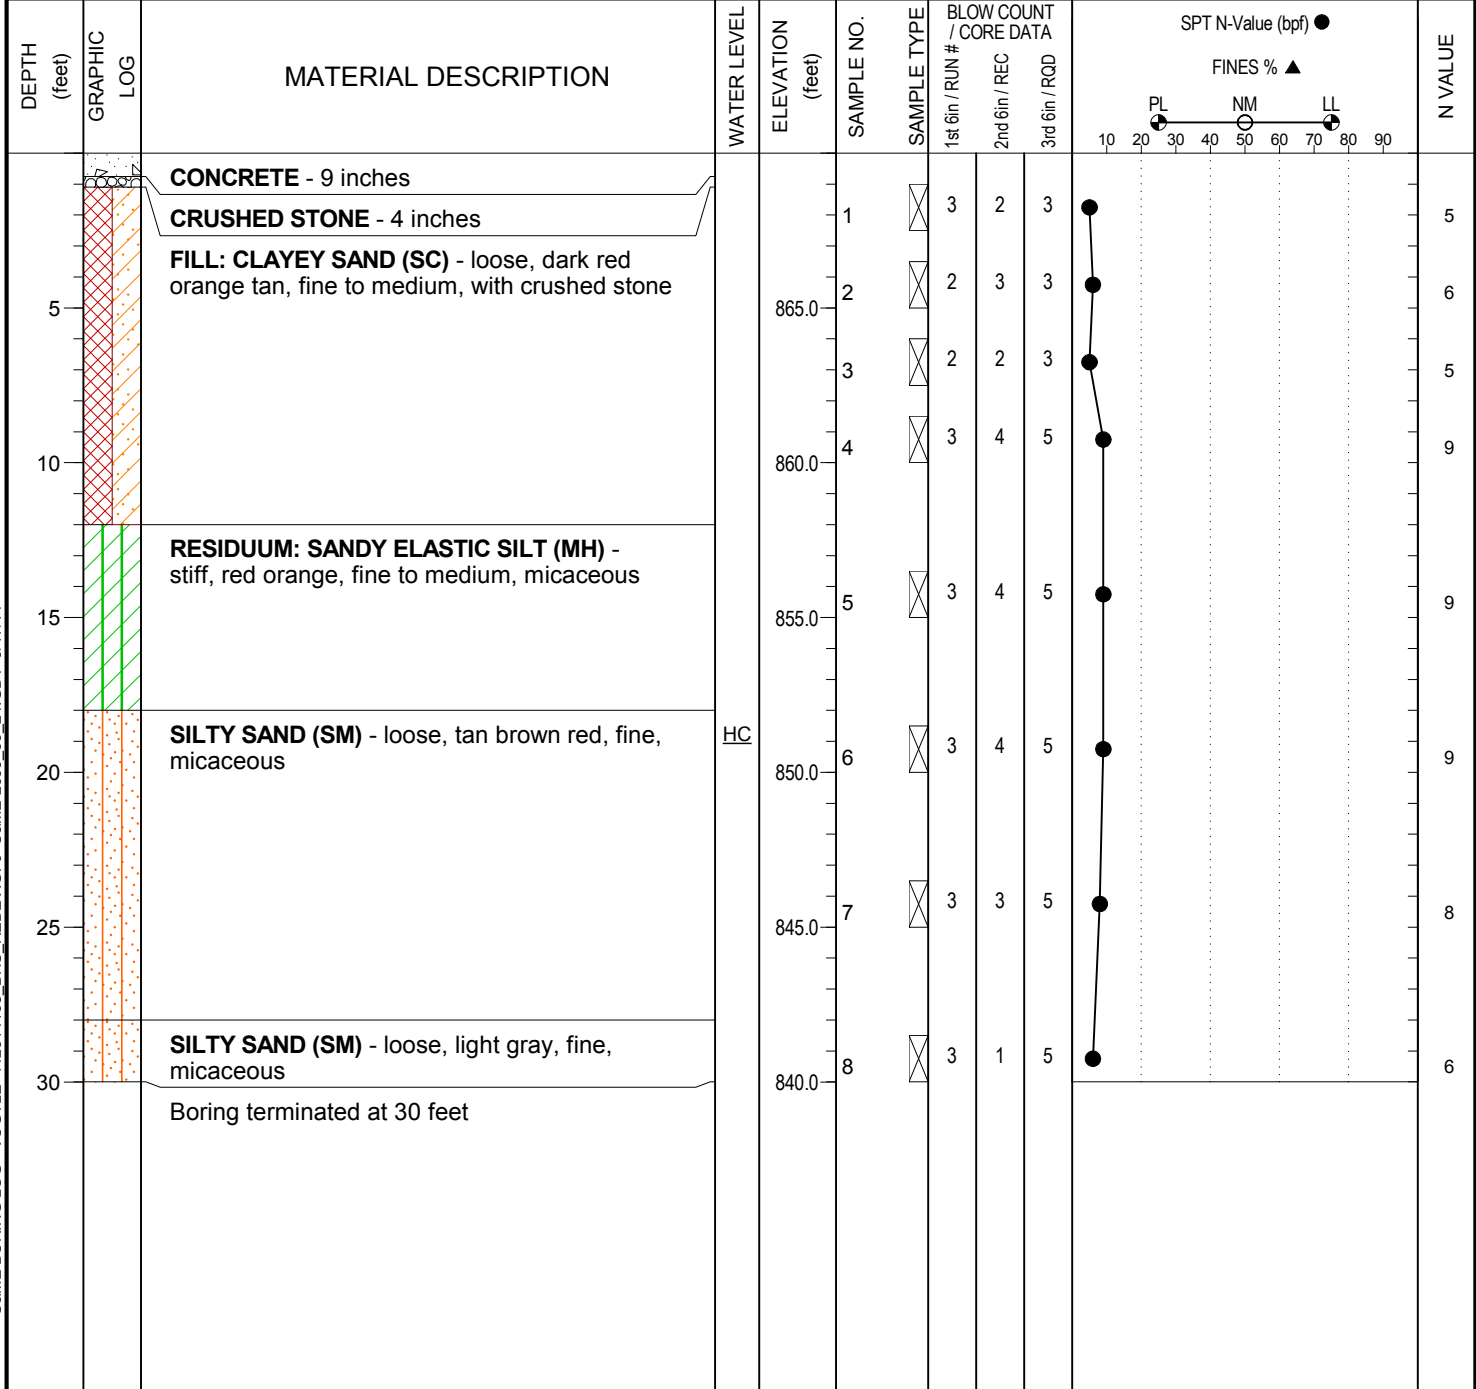 DEPTH
(feet)
GRAPHIC
LOG
MATERIAL DESCRIPTION
WATER LEVEL
ELEVATION
(feet)
SAMPLE NO.
SAMPLE TYPE
BLOW COUNT
/ CORE DATA
1st 6in / RUN #
2nd 6in / REC
3rd 6in / RQD
SPT N-Value (bpf)
FINES %
PL NM LL
10 20 30 40 50 60 70 80 90
N VALUE
CONCRETE - 9 inches
CRUSHED STONE - 4 inches
1 3 2 3 5
FILL: CLAYEY SAND (SC) - loose, dark red
orange tan, fine to medium, with crushed stone
2 2 3 3 6
5 865.0
3 2 2 3 5
4 3 4 5 9
10 860.0
RESIDUUM: SANDY ELASTIC SILT (MH) -
stiff, red orange, fine to medium, micaceous
5 3 4 5 9
15 855.0
SILTY SAND (SM) - loose, tan brown red, fine,
micaceous
HC
6 3 4 5 9
20 850.0
7 3 3 5 8
25 845.0
SILTY SAND (SM) - loose, light gray, fine,
micaceous
8 3 1 5 6
30 840.0
Boring terminated at 30 feet